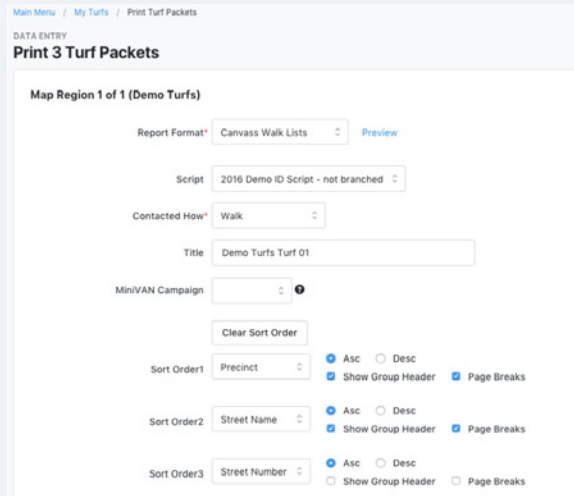 Main Menu / My Turfs / Print Turf Packets
DATA ENTRY
Print 3 Turf Packets
Map Region 1 of 1 (Demo Turfs)
Report Format* Canvass Walk Lists Preview
Script 2016 Demo ID Script - not branched
Contacted How* Walk
Title Demo Turfs Turf 01
MiniVAN Campaign ?
Clear Sort Order
Asc Desc
Sort Order1 Precinct
Show Group Header Page Breaks
Asc Desc
Sort Order2 Street Name
Show Group Header Page Breaks
Asc Desc
Sort Order3 Street Number
Show Group Header Page Breaks